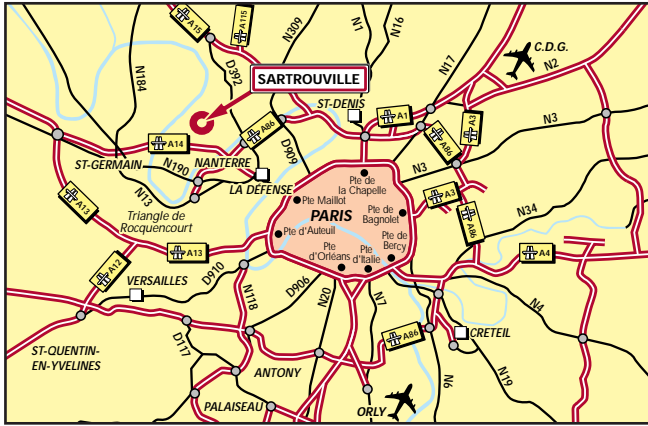 A15
A115
N309
N1
N16
C.D.G.
N184
D392
N17
N2
SARTROUVILLE
ST-DENIS
A86
A1
A3
A86
N3
A14
ST-GERMAIN
N190
NANTERRE
D909
LA DÉFENSE
N13
Pte de
la Chapelle
N3
A3
A13
Triangle de
Rocquencourt
Pte Maillot
PARIS
Pte de
Bagnolet
N34
A86
Pte d'Auteuil
Pte de
Bercy
A13
A12
D910
Pte
d'Orléans
Pte
d'Italie
A4
VERSAILLES
N118
D906
N20
N7
N4
ST-QUENTIN-
EN-YVELINES
D117
A86
CRETEIL
ANTONY
N6
N19
PALAISEAU
ORLY